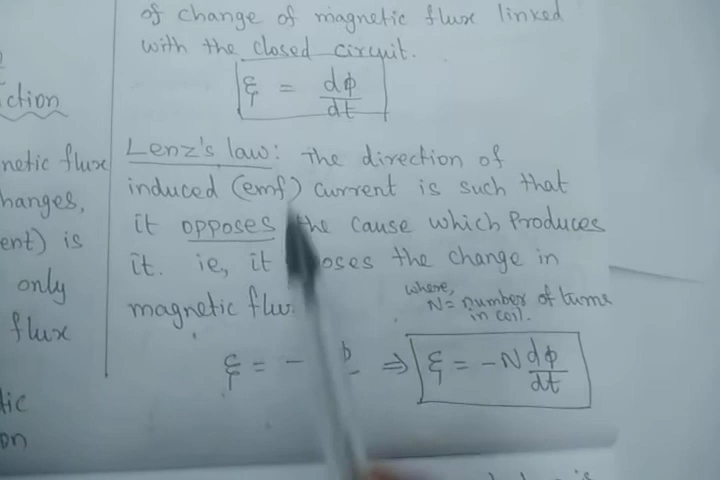 ction
netic flux
hanges,
ent) is
only
flux
tic
on
of change of magnetic flux linked
with the closed circuit.
ξ = dφ/dt
Lenz's law: The direction of
induced (emf) current is such that
it opposes the cause which produces
it. ie, it the change in
magnetic
where,
N = number of turns
in coil.
ξ = - ⇒ ξ = -N dφ/dt